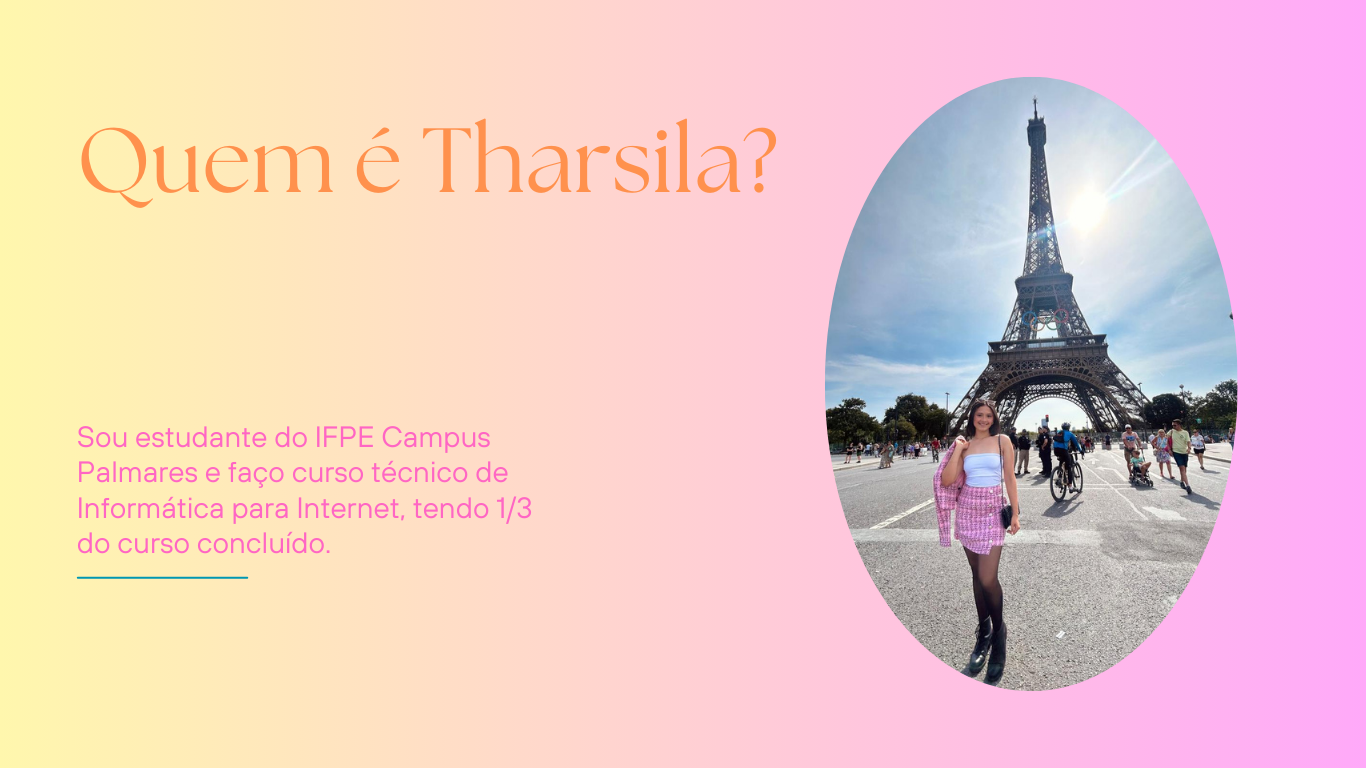 Quem é Tharsila?
Sou estudante do IFPE Campus
Palmares e faço curso técnico de
Informática para Internet, tendo 1/3
do curso concluído.